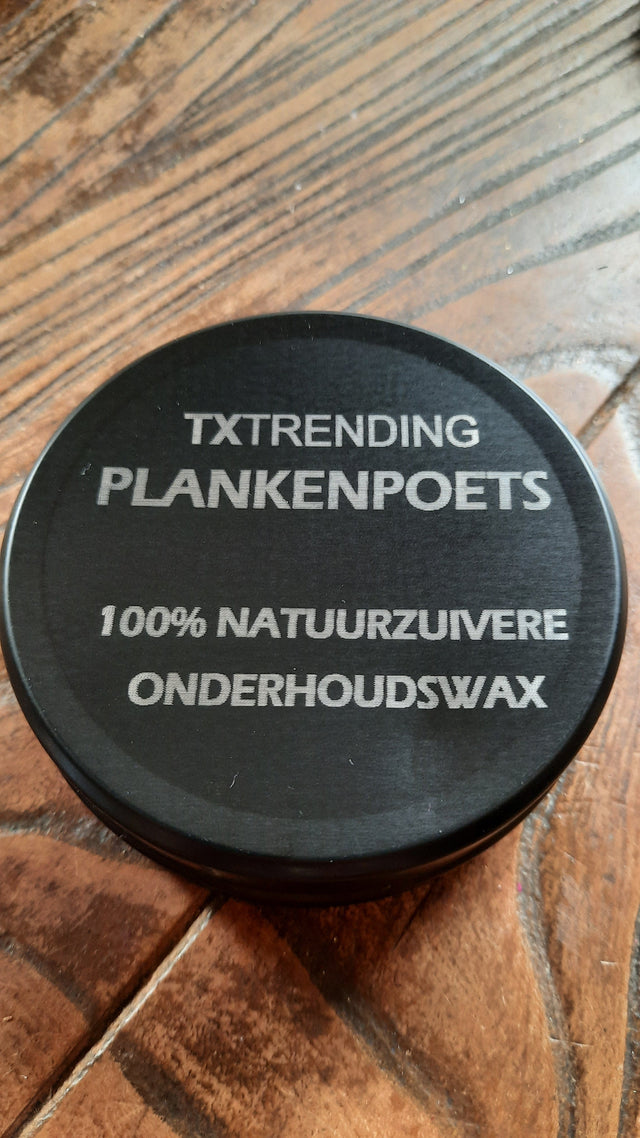 TXTRENDING
PLANKENPOETS
100% NATUURZUIVERE
ONDERHOUDSWAX